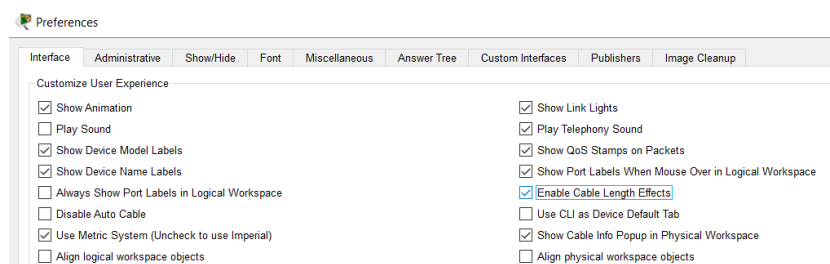 Preferences
Interface Administrative Show/Hide Font Miscellaneous Answer Tree Custom Interfaces Publishers Image Cleanup
Customize User Experience
Show Animation Show Link Lights
Play Sound Play Telephony Sound
Show Device Model Labels Show QoS Stamps on Packets
Show Device Name Labels Show Port Labels When Mouse Over in Logical Workspace
Always Show Port Labels in Logical Workspace Enable Cable Length Effects
Disable Auto Cable Use CLI as Device Default Tab
Use Metric System (Uncheck to use Imperial) Show Cable Info Popup in Physical Workspace
Align logical workspace objects Align physical workspace objects